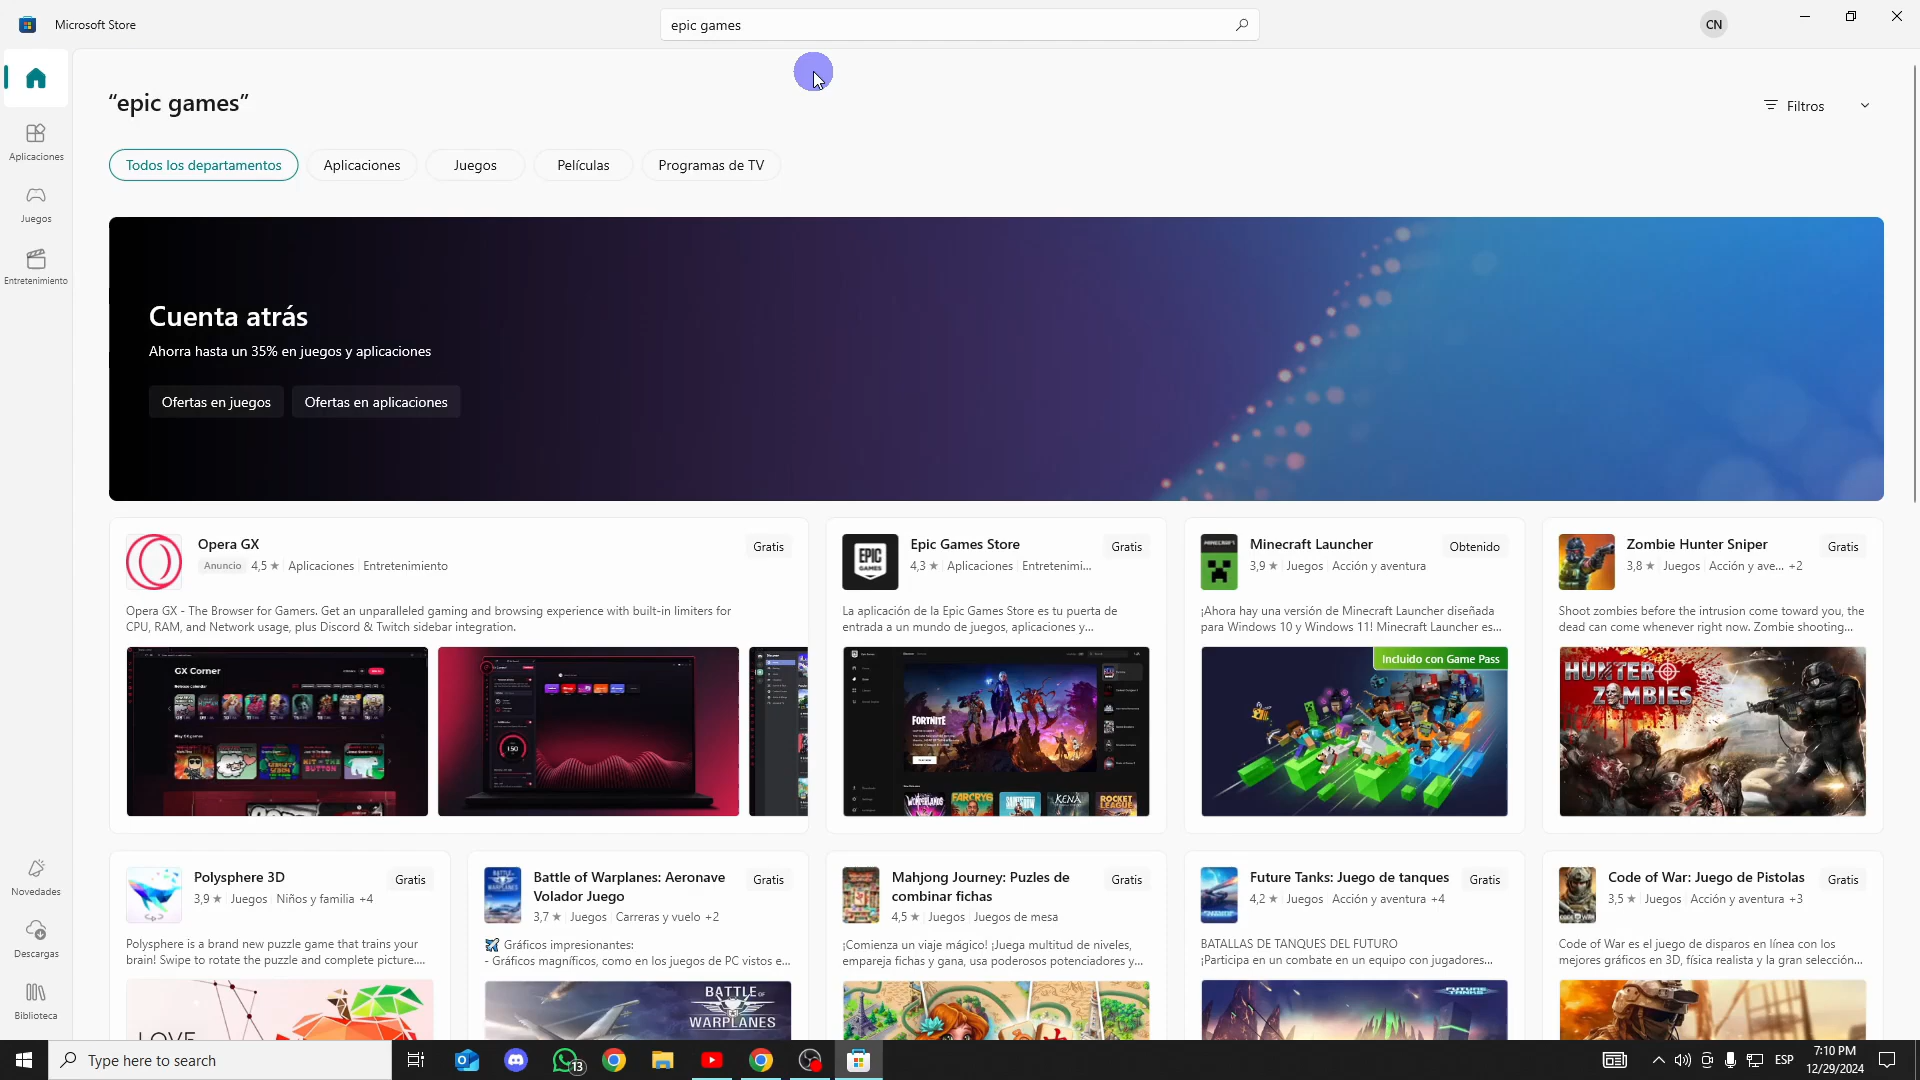 Microsoft Store
epic games
CN
"epic games"
Filtros
Todos los departamentos
Aplicaciones
Juegos
Películas
Programas de TV
Aplicaciones
Juegos
Entretenimiento
Cuenta atrás
Ahorra hasta un 35% en juegos y aplicaciones
Ofertas en juegos
Ofertas en aplicaciones
Opera GX
Gratis
Anuncio 4,5 ★ Aplicaciones Entretenimiento
Opera GX - The Browser for Gamers. Get an unparalleled gaming and browsing experience with built-in limiters for
CPU, RAM, and Network usage, plus Discord & Twitch sidebar integration.
GX Corner
EPIC
GAMES
Epic Games Store
Gratis
4,3 ★ Aplicaciones Entretenimi...
La aplicación de la Epic Games Store es tu puerta de
entrada a un mundo de juegos, aplicaciones y...
FORTNITE
WONDERLANDS
FARCRY6
KENA
ROCKET
LEAGUE
MINECRAFT
Minecraft Launcher
Obtenido
3,9 ★ Juegos Acción y aventura
¡Ahora hay una versión de Minecraft Launcher diseñada
para Windows 10 y Windows 11! Minecraft Launcher es...
Incluido con Game Pass
Zombie Hunter Sniper
Gratis
3,8 ★ Juegos Acción y ave... +2
Shoot zombies before the intrusion come toward you, the
dead can come whenever right now. Zombie shooting...
HUNTER
ZOMBIES
Polysphere 3D
Gratis
3,9 ★ Juegos Niños y familia +4
Polysphere is a brand new puzzle game that trains your
brain! Swipe to rotate the puzzle and complete picture....
LOVE
Battle of Warplanes: Aeronave
Volador Juego
Gratis
3,7 ★ Juegos Carreras y vuelo +2
Gráficos impresionantes:
- Gráficos magníficos, como en los juegos de PC vistos e...
BATTLE OF
WARPLANES
Mahjong Journey: Puzles de
combinar fichas
Gratis
4,5 ★ Juegos Juegos de mesa
¡Comienza un viaje mágico! ¡Juega multitud de niveles,
empareja fichas y gana, usa poderosos potenciadores y...
Future Tanks: Juego de tanques
Gratis
4,2 ★ Juegos Acción y aventura +4
BATALLAS DE TANQUES DEL FUTURO
¡Participa en un combate en un equipo con jugadores...
FUTURE
TANKS
Code of War: Juego de Pistolas
Gratis
3,5 ★ Juegos Acción y aventura +3
Code of War es el juego de disparos en línea con los
mejores gráficos en 3D, física realista y la gran selección...
Novedades
Descargas
Biblioteca
Type here to search
13
ESP
7:10 PM
12/29/2024